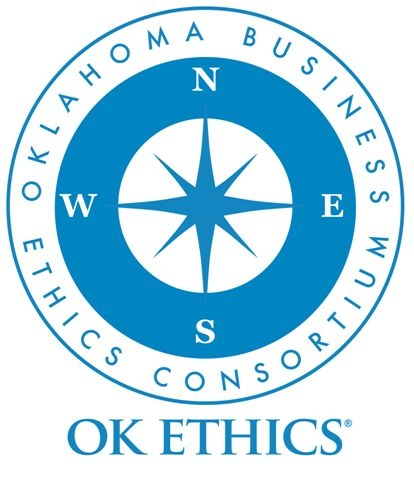 OKLAHOMA BUSINESS
ETHICS CONSORTIUM
N
W E
S
OK ETHICS®